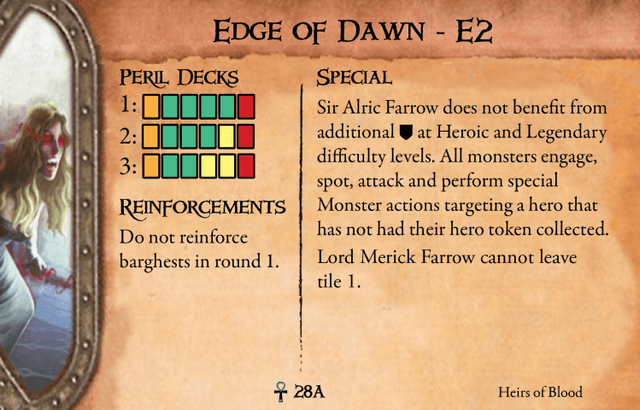 Edge of Dawn - E2
Peril Decks
1:
2:
3:
Reinforcements
Do not reinforce
barghests in round 1.
Special
Sir Alric Farrow does not benefit from
additional at Heroic and Legendary
difficulty levels. All monsters engage,
spot, attack and perform special
Monster actions targeting a hero that
has not had their hero token collected.
Lord Merick Farrow cannot leave
tile 1.
28A
Heirs of Blood